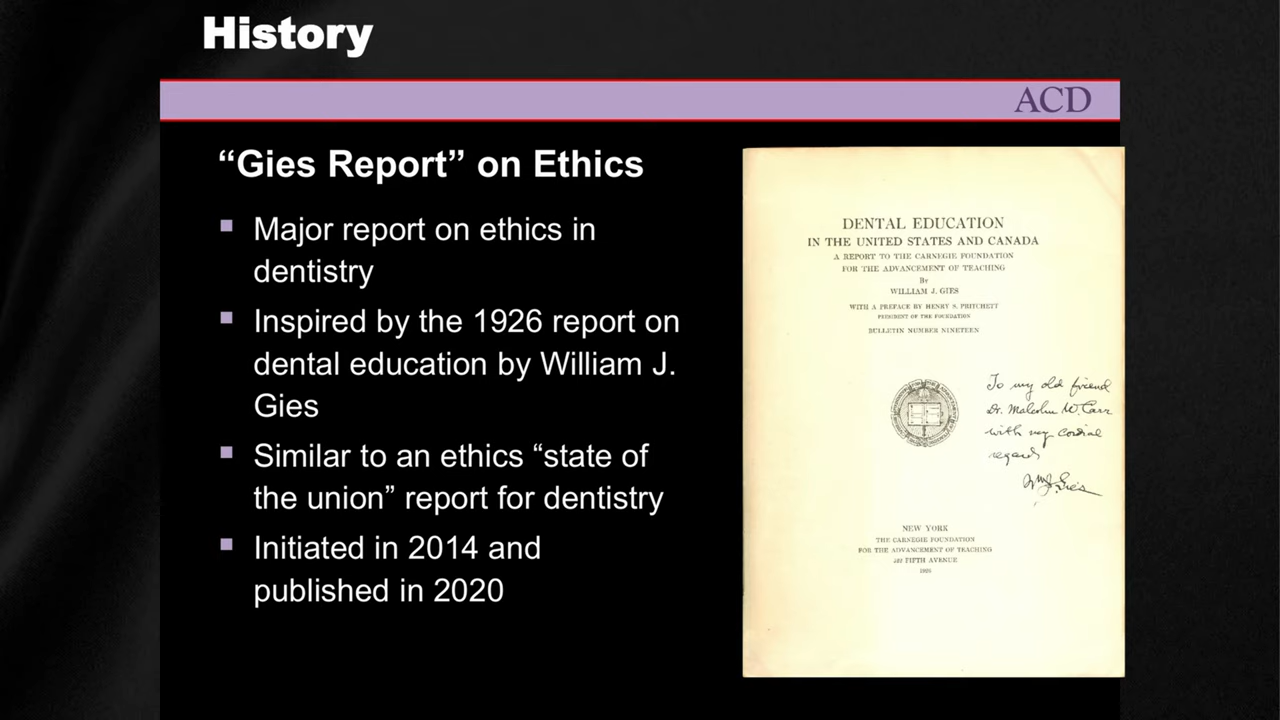 History
ACD
“Gies Report” on Ethics
Major report on ethics in
dentistry
Inspired by the 1926 report on
dental education by William J.
Gies
Similar to an ethics “state of
the union” report for dentistry
Initiated in 2014 and
published in 2020
DENTAL EDUCATION
IN THE UNITED STATES AND CANADA
A REPORT TO THE CARNEGIE FOUNDATION
FOR THE ADVANCEMENT OF TEACHING
BY
WILLIAM J. GIES
WITH A PREFACE BY HENRY S. PRITCHETT
PRESIDENT OF THE FOUNDATION
BULLETIN NUMBER NINETEEN
To my old friend
Dr. Malcolm W. Carr
with my cordial
regards
Wm J. Gies
NEW YORK
THE CARNEGIE FOUNDATION
FOR THE ADVANCEMENT OF TEACHING
522 FIFTH AVENUE
1926